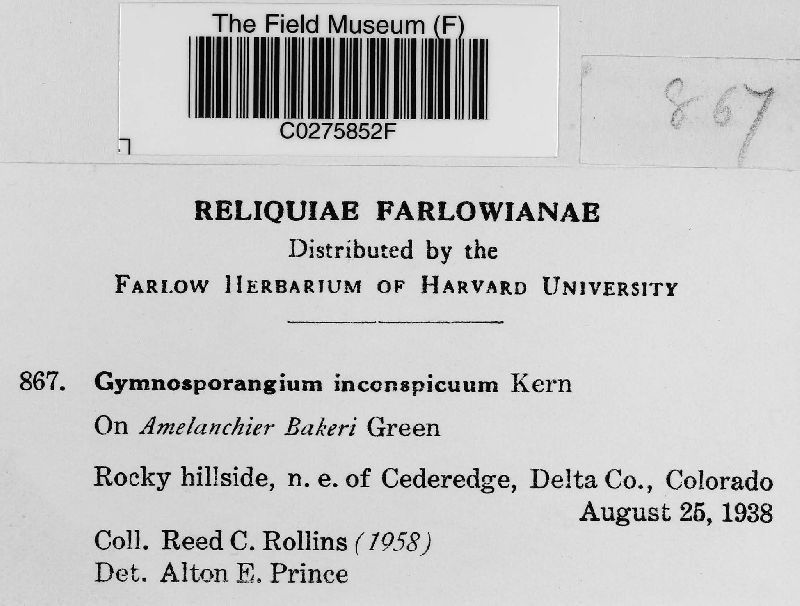 The Field Museum (F)
C0275852F
867
RELIQUIAE FARLOWIANAE
Distributed by the
FARLOW HERBARIUM OF HARVARD UNIVERSITY
867. Gymnosporangium inconspicuum Kern
On Amelanchier Bakeri Green
Rocky hillside, n. e. of Cederedge, Delta Co., Colorado
August 25, 1938
Coll. Reed C. Rollins (1958)
Det. Alton E. Prince